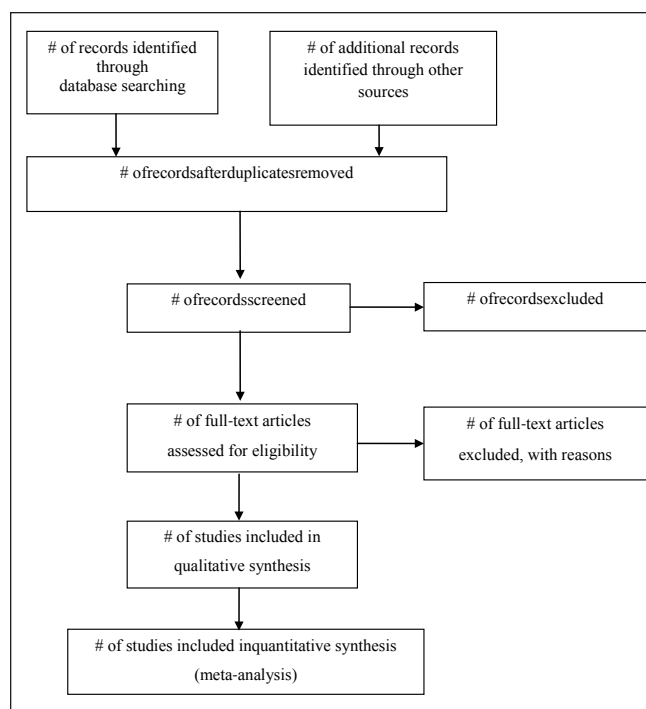 # of records identified
through
database searching
# of additional records
identified through other
sources
# ofrecordsafterduplicatesremoved
# ofrecordsscreened
# ofrecordsexcluded
# of full-text articles
assessed for eligibility
# of full-text articles
excluded, with reasons
# of studies included in
qualitative synthesis
# of studies included inquantitative synthesis
(meta-analysis)